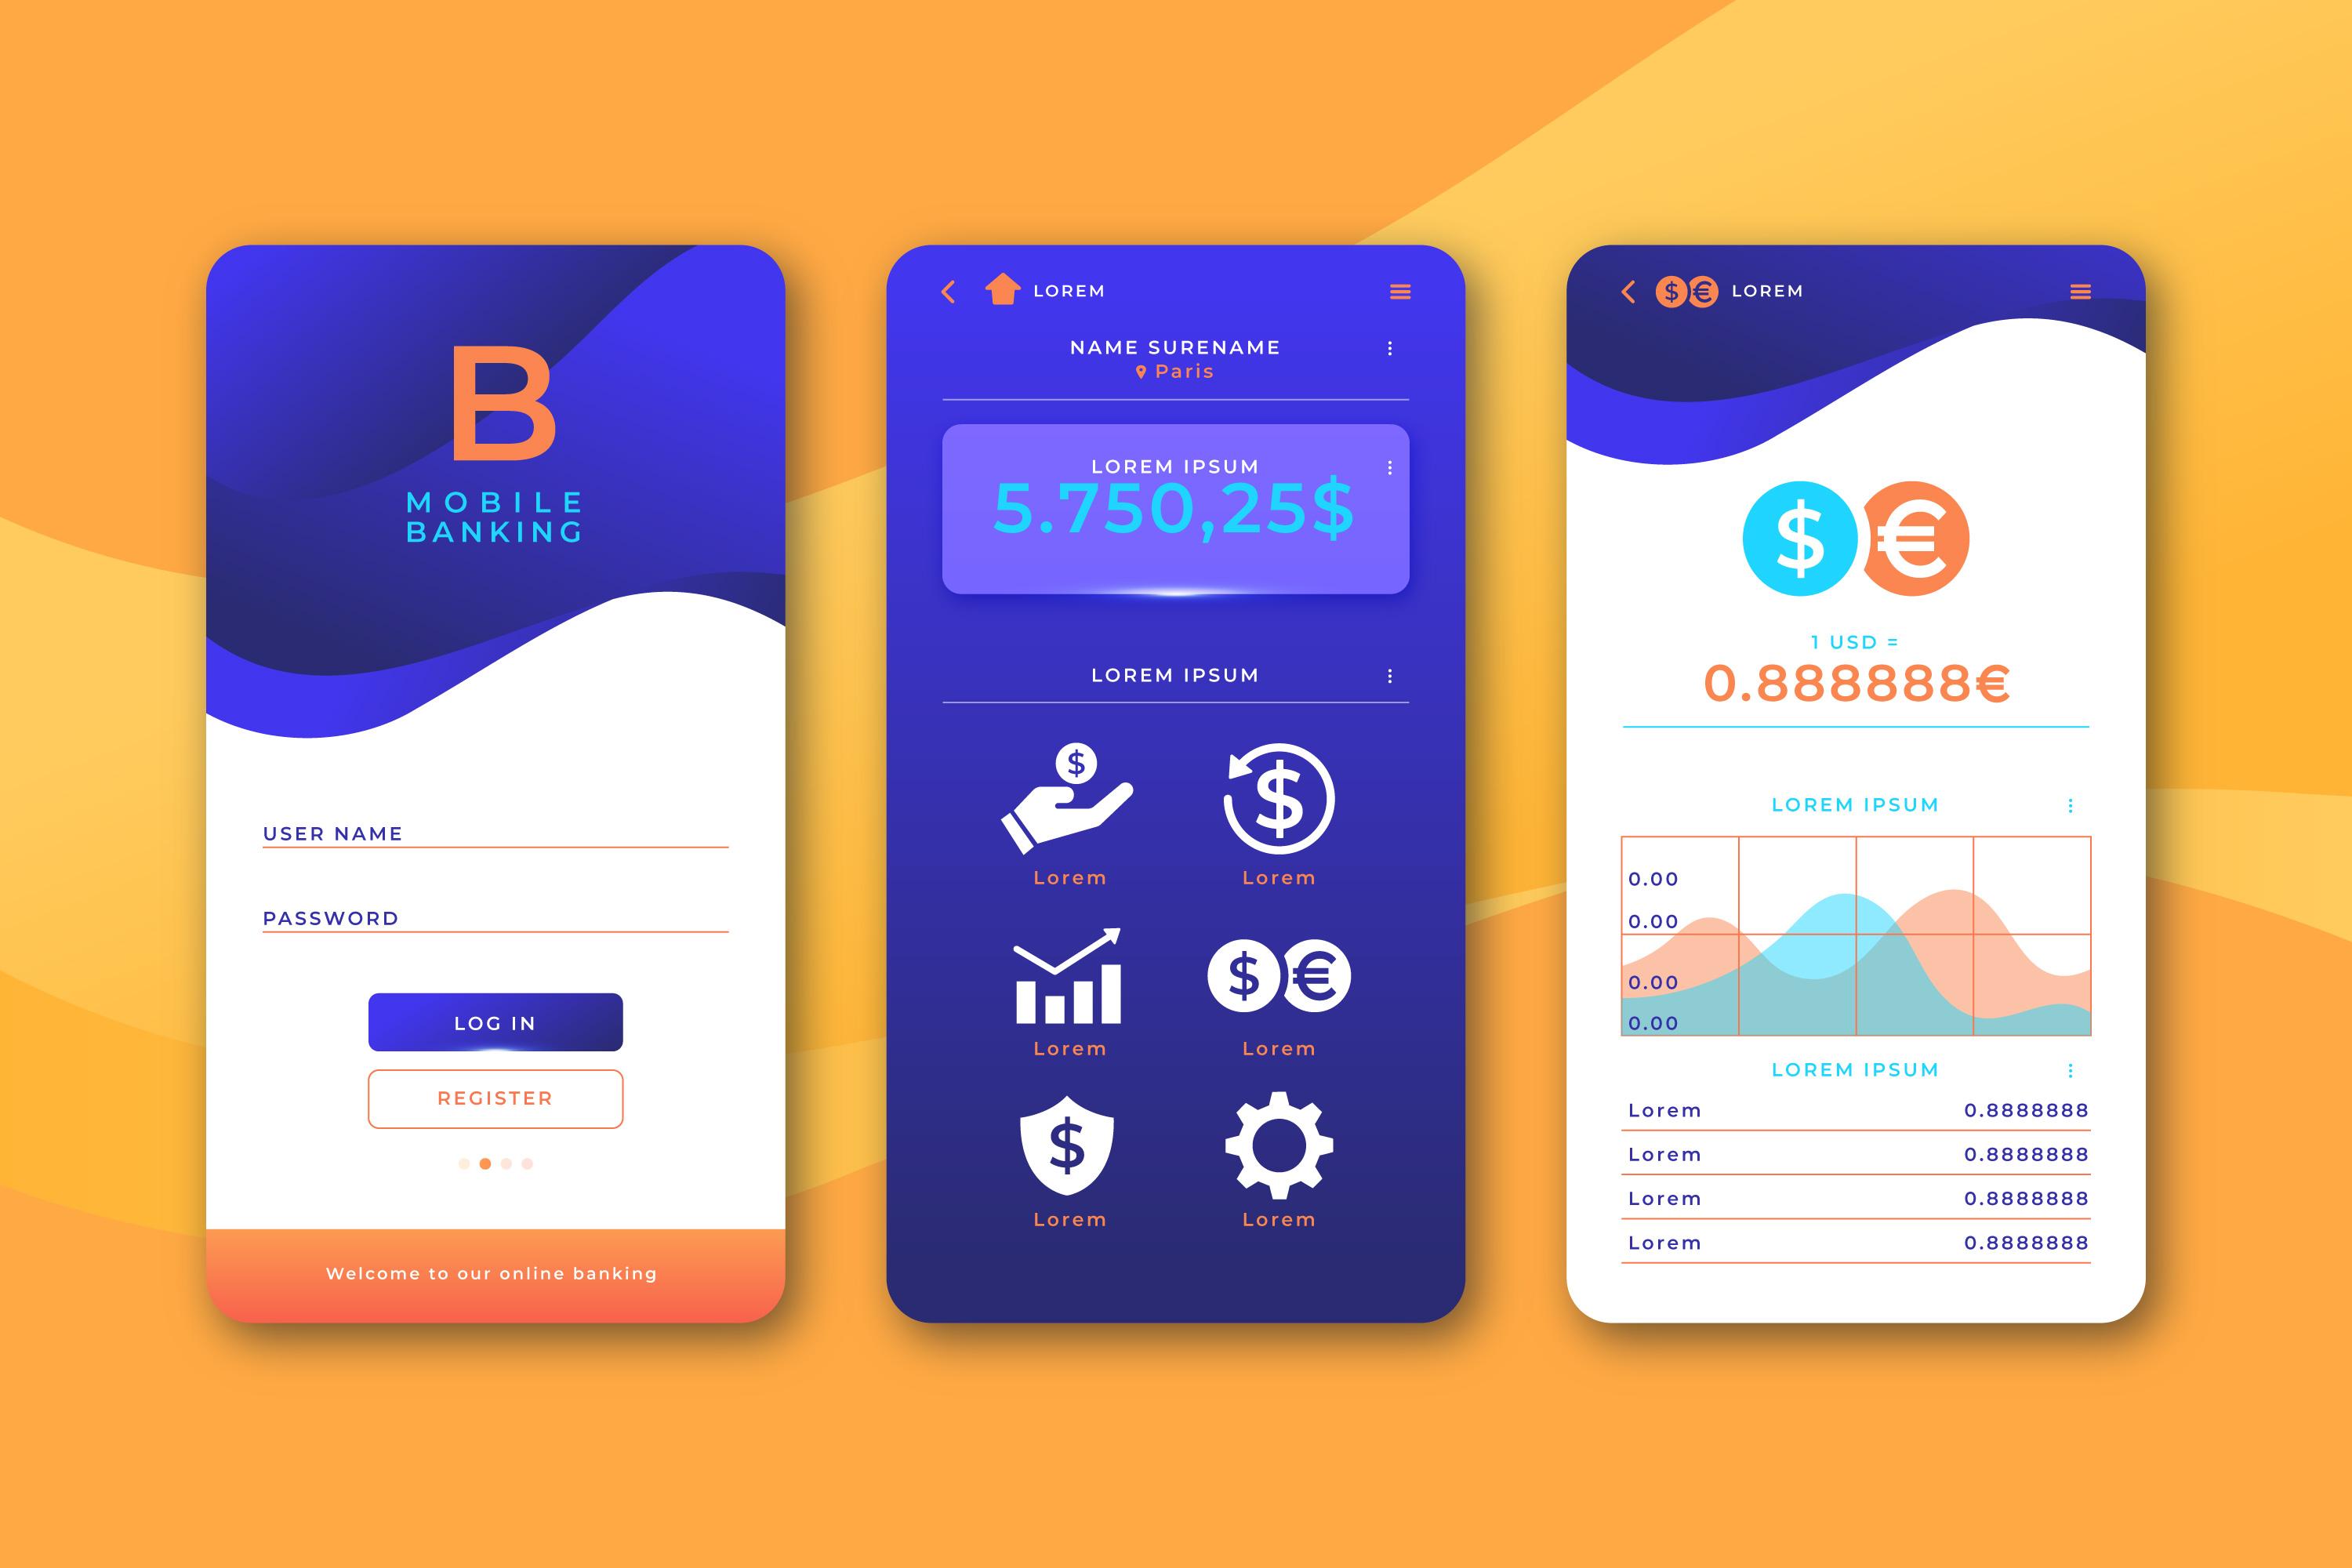 B
MOBILE
BANKING
USER NAME
PASSWORD
LOG IN
REGISTER
Welcome to our online banking
LOREM
NAME SURENAME
Paris
LOREM IPSUM
5.750,25$
LOREM IPSUM
$ $
Lorem Lorem
$ €
Lorem Lorem
$
Lorem Lorem
$ € LOREM
$ €
1 USD =
0.888888€
LOREM IPSUM
0.00
0.00
0.00
0.00
LOREM IPSUM
Lorem 0.8888888
Lorem 0.8888888
Lorem 0.8888888
Lorem 0.8888888